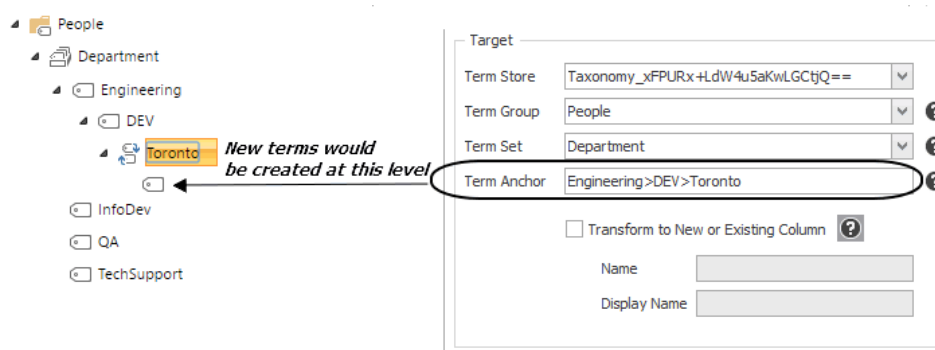 People
Department
Engineering
DEV
Toronto
New terms would
be created at this level
InfoDev
QA
TechSupport
Target
Term Store
Taxonomy_xFPURx+LdW4u5aKwLGCtjQ==
Term Group
People
Term Set
Department
Term Anchor
Engineering>DEV>Toronto
Transform to New or Existing Column ?
Name
Display Name